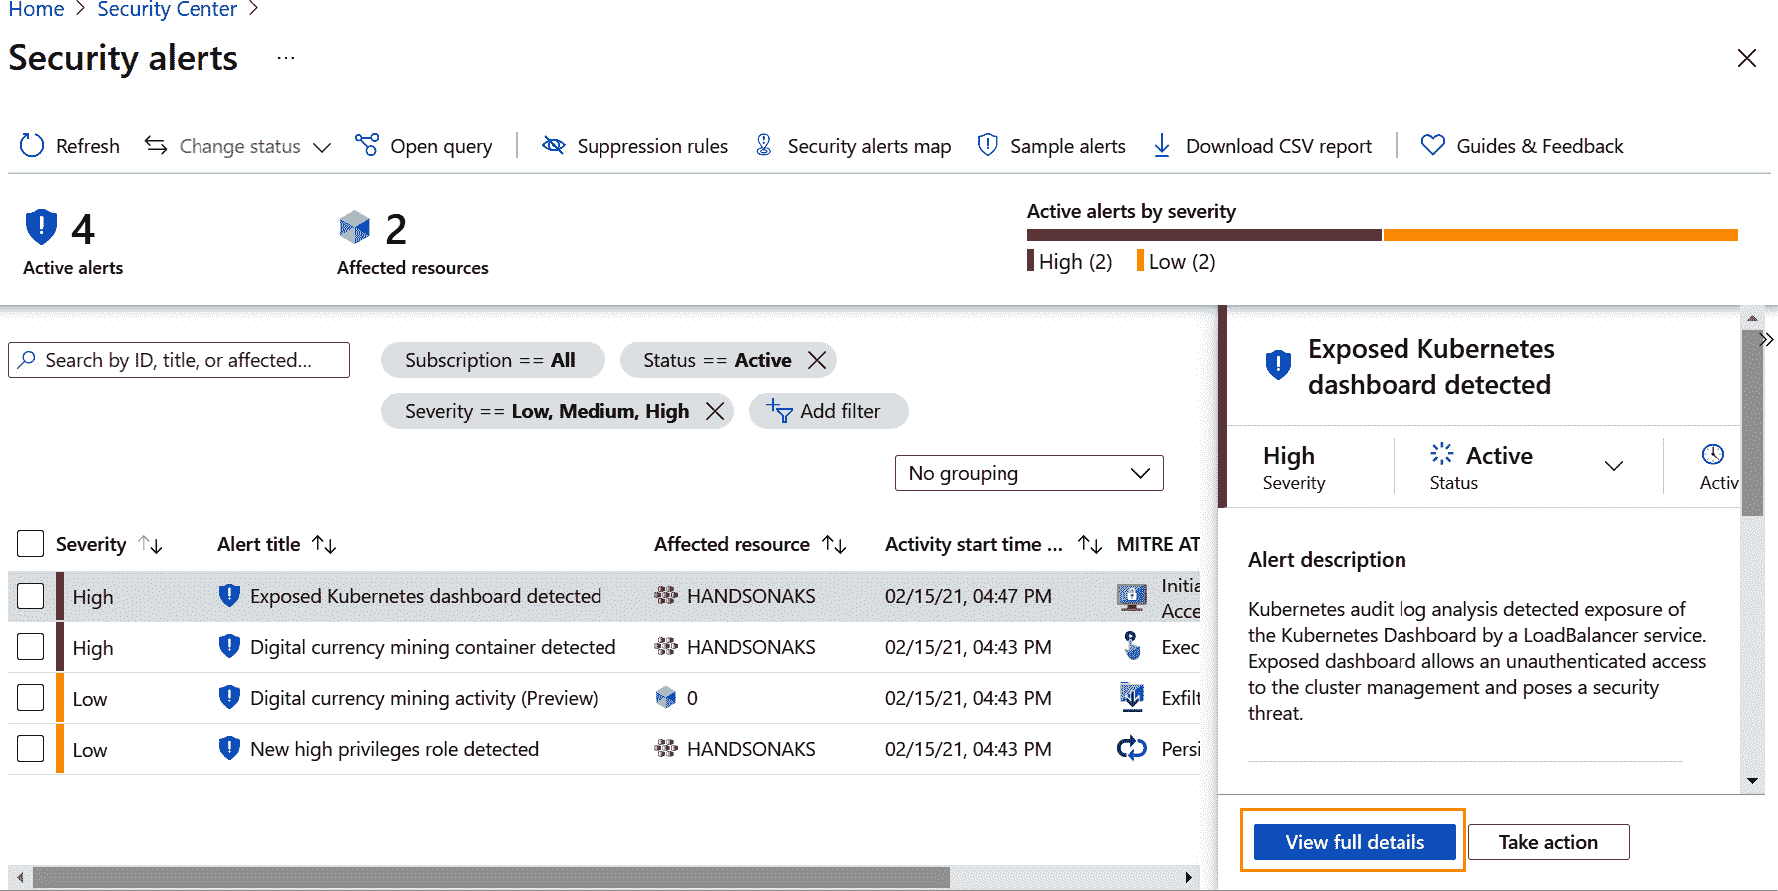 Home > Security Center >
Security alerts ...
Refresh Change status Open query Suppression rules Security alerts map Sample alerts Download CSV report Guides & Feedback
4
Active alerts
2
Affected resources
Active alerts by severity
High (2) Low (2)
Search by ID, title, or affected...
Subscription == All Status == Active
Severity == Low, Medium, High Add filter
No grouping
Severity Alert title Affected resource Activity start time ... MITRE AT
High Exposed Kubernetes dashboard detected HANDSONAKS 02/15/21, 04:47 PM Initia
Acce
High Digital currency mining container detected HANDSONAKS 02/15/21, 04:43 PM Exec
Low Digital currency mining activity (Preview) 0 02/15/21, 04:43 PM Exfilt
Low New high privileges role detected HANDSONAKS 02/15/21, 04:43 PM Persi
Exposed Kubernetes
dashboard detected
High
Severity
Active
Status
Activ
Alert description
Kubernetes audit log analysis detected exposure of
the Kubernetes Dashboard by a LoadBalancer service.
Exposed dashboard allows an unauthenticated access
to the cluster management and poses a security
threat.
View full details Take action